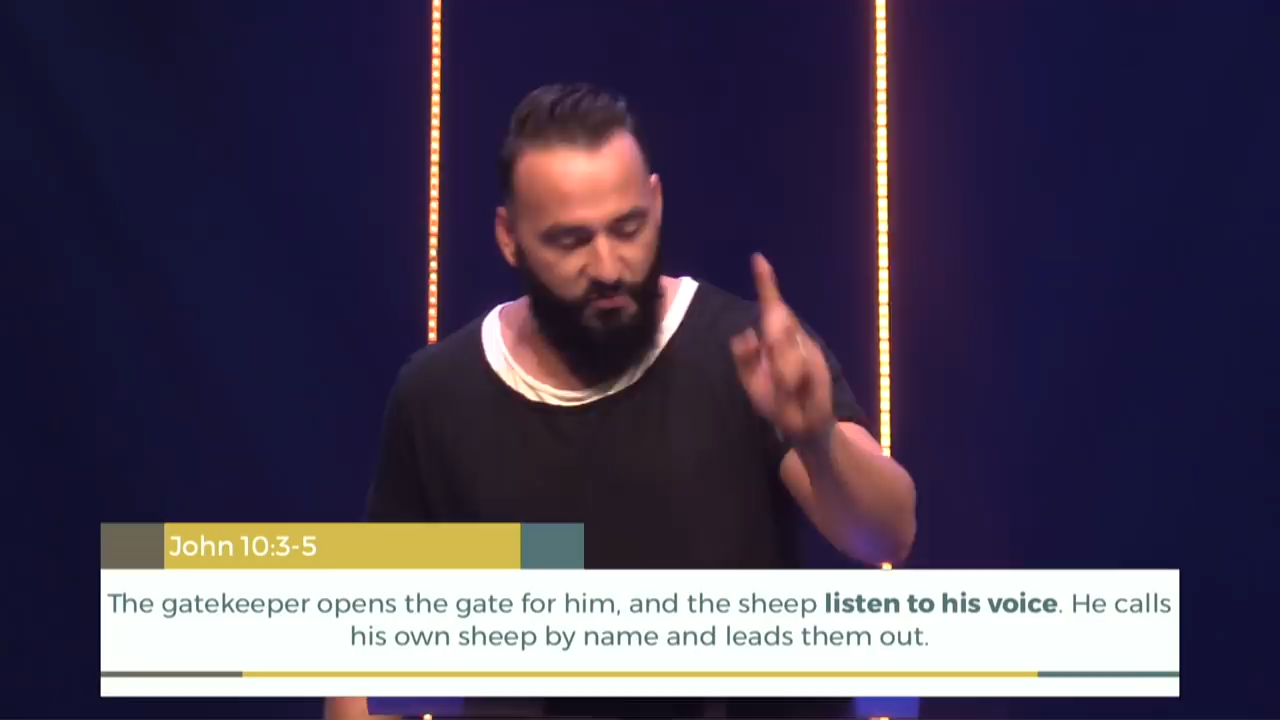 John 10:3-5
The gatekeeper opens the gate for him, and the sheep listen to his voice. He calls
his own sheep by name and leads them out.